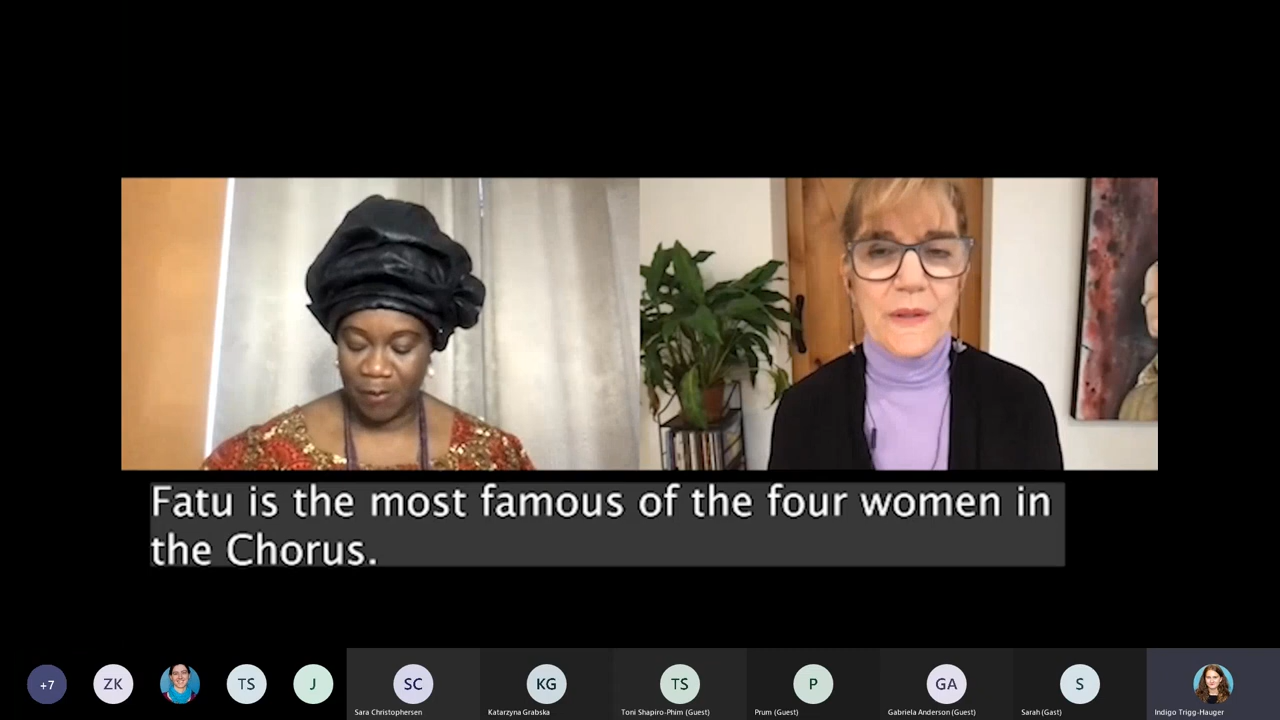 Fatu is the most famous of the four women in
the Chorus.
+7
ZK
TS
J
SC
KG
TS
P
GA
S
Sara Christophersen
Katarzyna Grabska
Toni Shapiro-Phim (Guest)
Prum (Guest)
Gabriela Anderson (Guest)
Sarah (Gast)
Indigo Trigg-Hauger